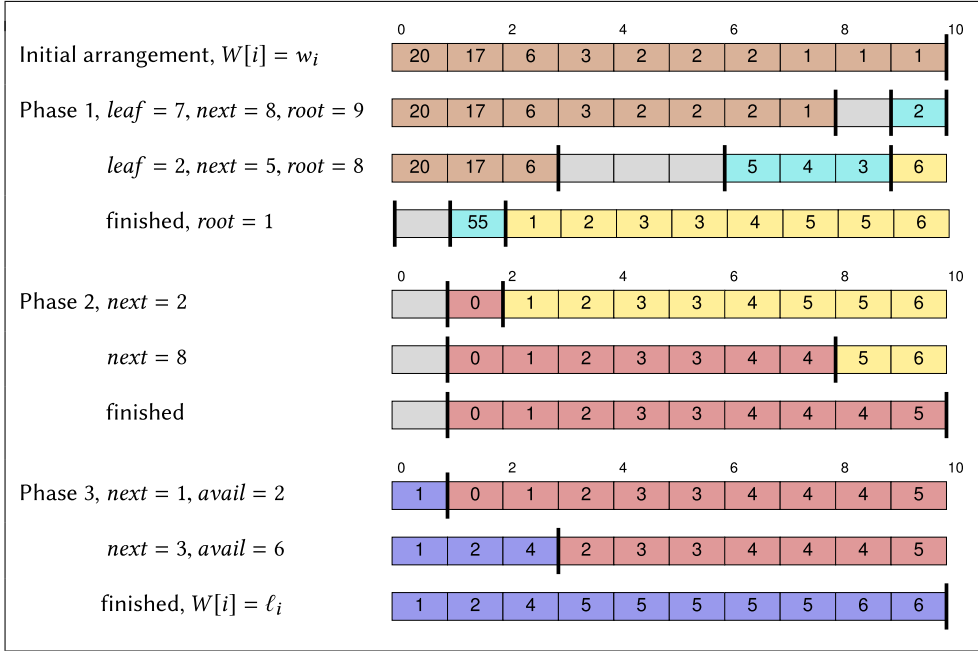 0 2 4 6 8 10
Initial arrangement, W[i] = wᵢ 20 17 6 3 2 2 2 1 1 1
Phase 1, leaf = 7, next = 8, root = 9 20 17 6 3 2 2 2 1 2
leaf = 2, next = 5, root = 8 20 17 6 5 4 3 6
finished, root = 1 55 1 2 3 3 4 5 5 6
0 2 4 6 8 10
Phase 2, next = 2 0 1 2 3 3 4 5 5 6
next = 8 0 1 2 3 3 4 4 5 6
finished 0 1 2 3 3 4 4 4 5
0 2 4 6 8 10
Phase 3, next = 1, avail = 2 1 0 1 2 3 3 4 4 4 5
next = 3, avail = 6 1 2 4 2 3 3 4 4 4 5
finished, W[i] = ℓᵢ 1 2 4 5 5 5 5 5 6 6